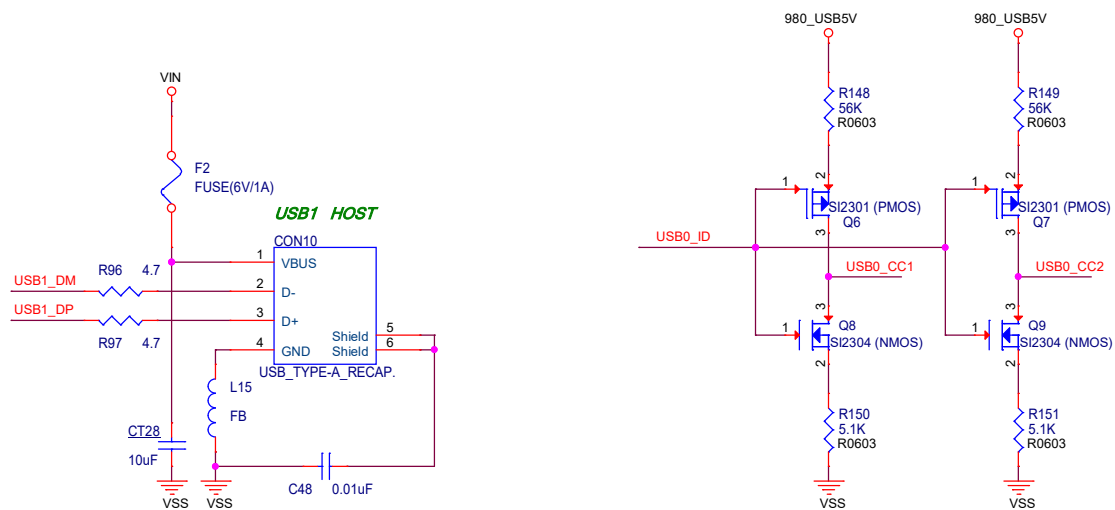 VIN
F2
FUSE(6V/1A)
USB1 HOST
CON10
1
VBUS
USB1_DM
R96
4.7
2
D-
USB1_DP
3
D+
R97
4.7
Shield
5
4
GND
Shield
6
USB_TYPE-A_RECAP.
L15
FB
CT28
10uF
C48
0.01uF
VSS
VSS
980_USB5V
980_USB5V
R148
56K
R0603
R149
56K
R0603
1
2
SI2301 (PMOS)
Q6
3
1
2
SI2301 (PMOS)
Q7
3
USB0_ID
USB0_CC1
USB0_CC2
3
1
Q8
SI2304 (NMOS)
2
3
1
Q9
SI2304 (NMOS)
2
R150
5.1K
R0603
R151
5.1K
R0603
VSS
VSS